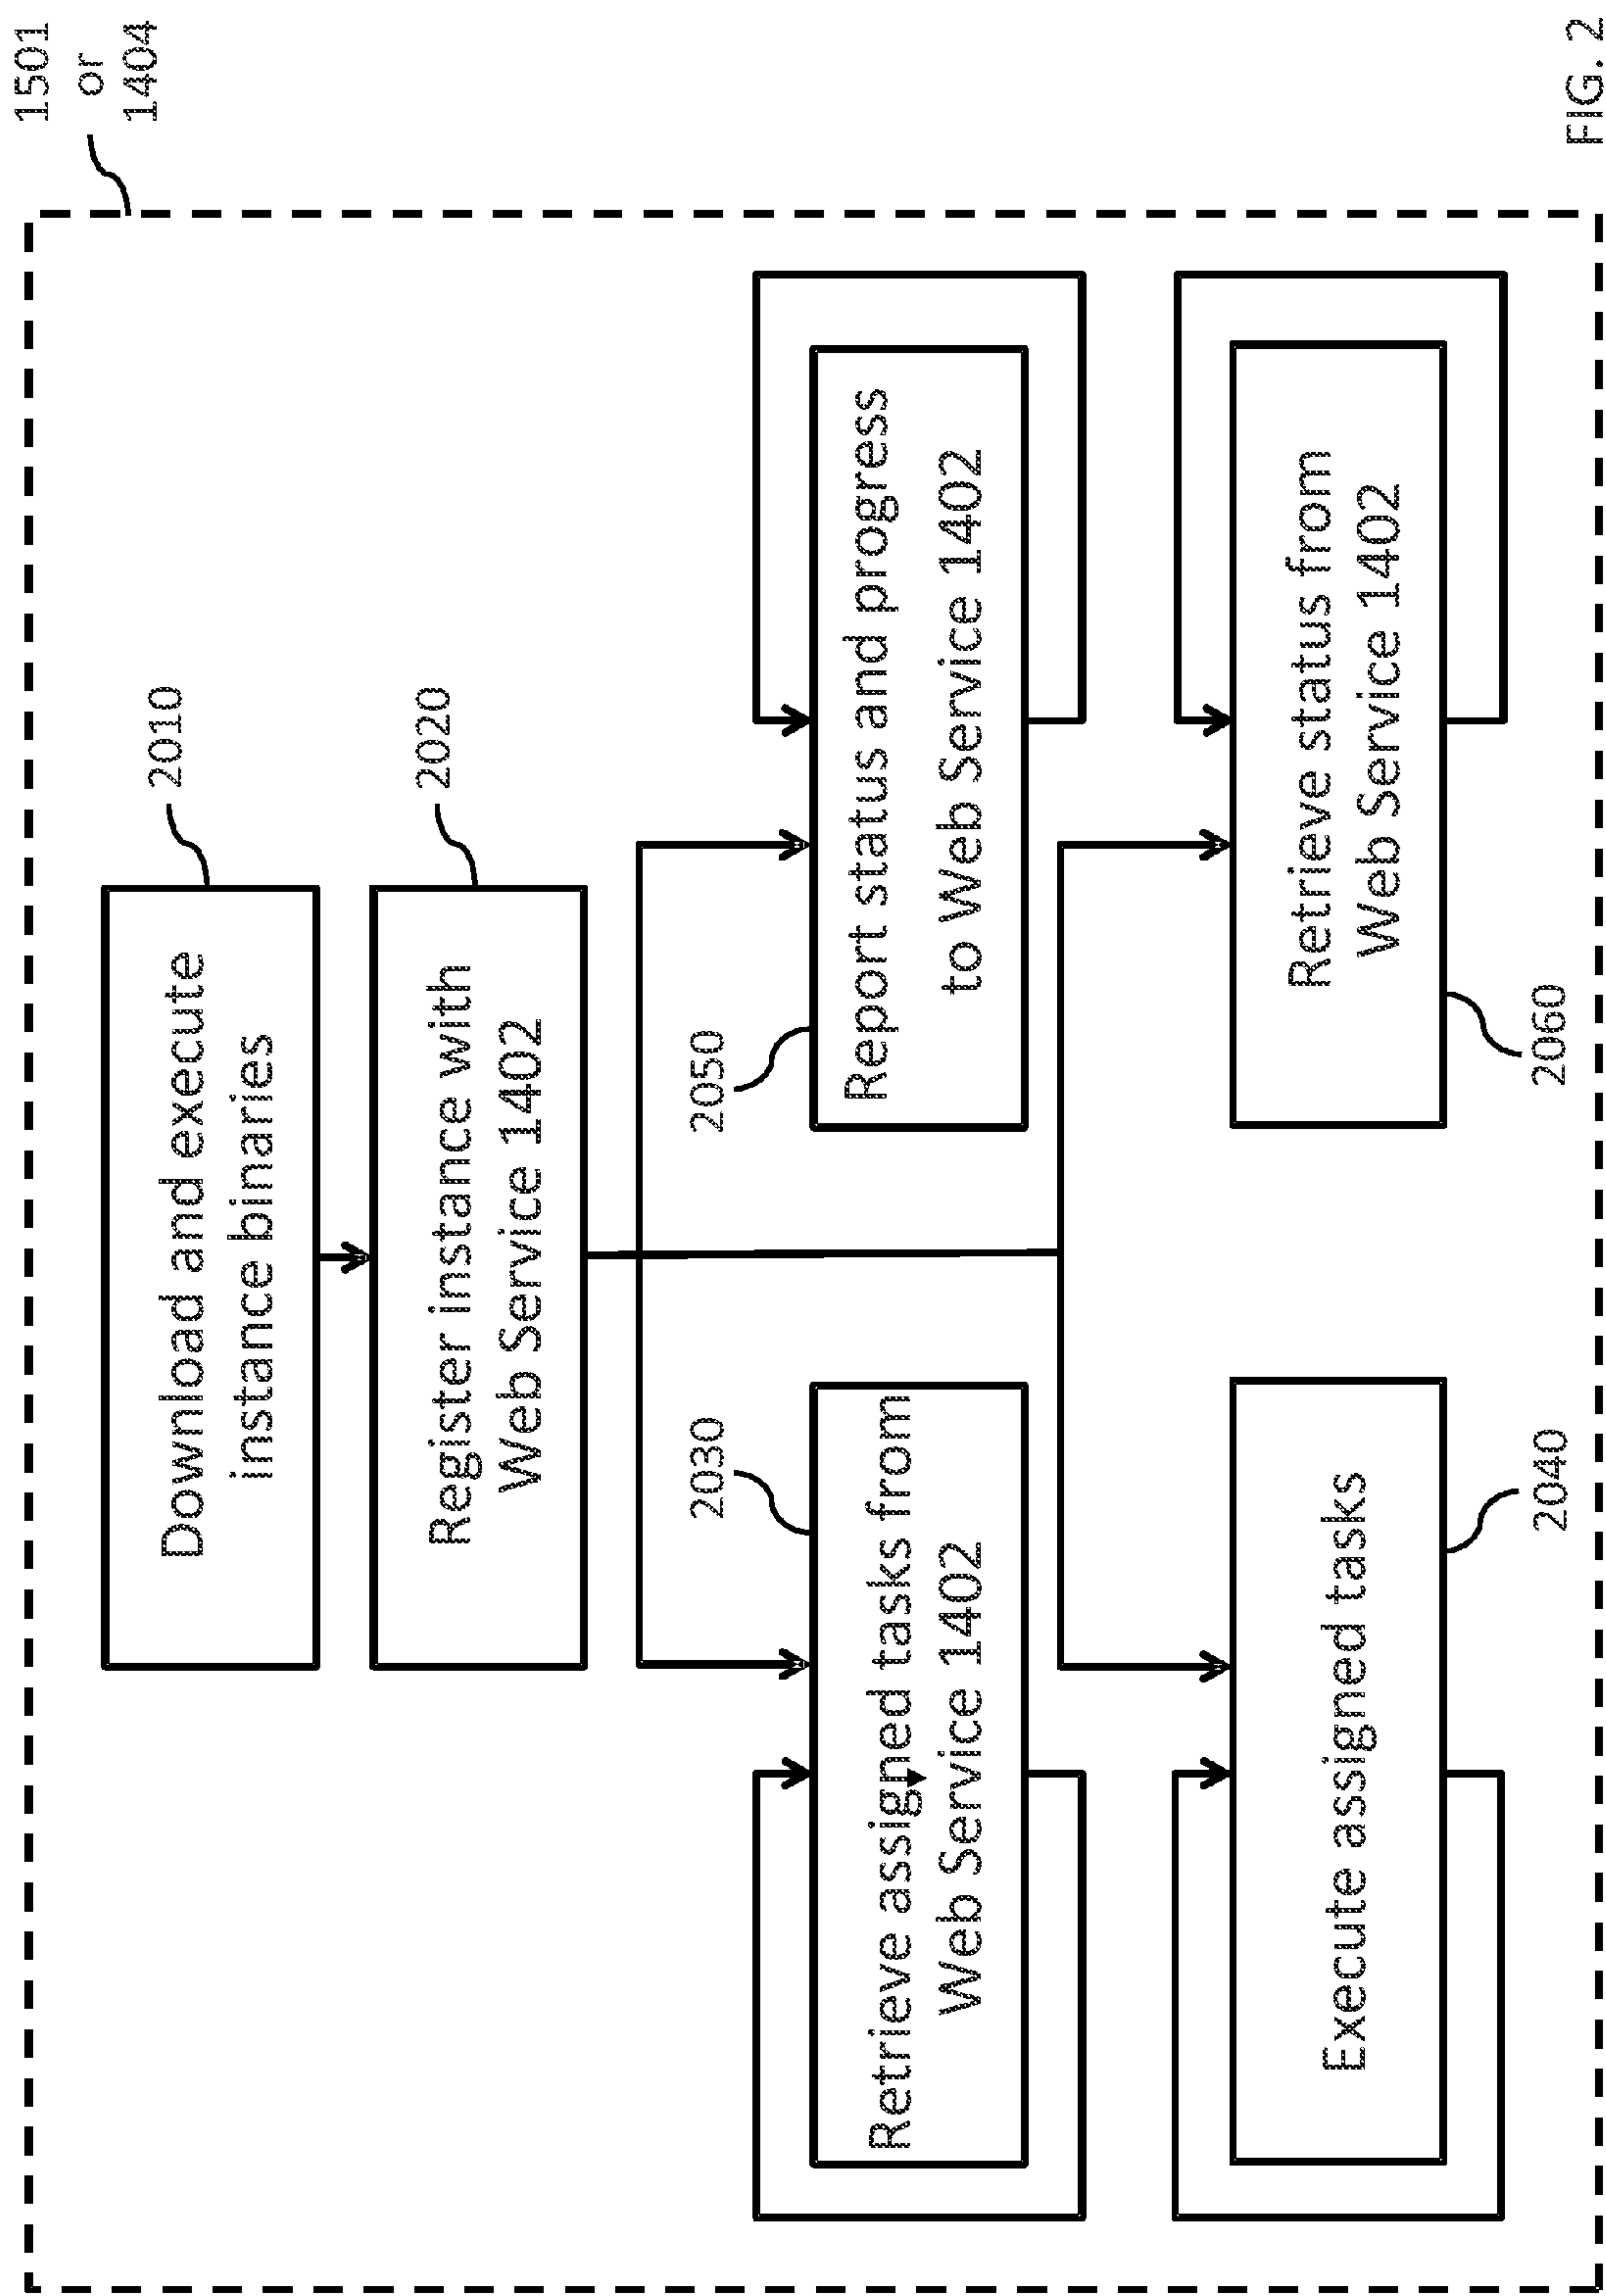 1501
or
1404
2010
Download and execute
instance binaries
2020
Register instance with
Web Service 1402
2030
Retrieve assigned tasks from
Web Service 1402
2050
Report status and progress
to Web Service 1402
Execute assigned tasks
2040
Retrieve status from
Web Service 1402
2060
FIG. 2